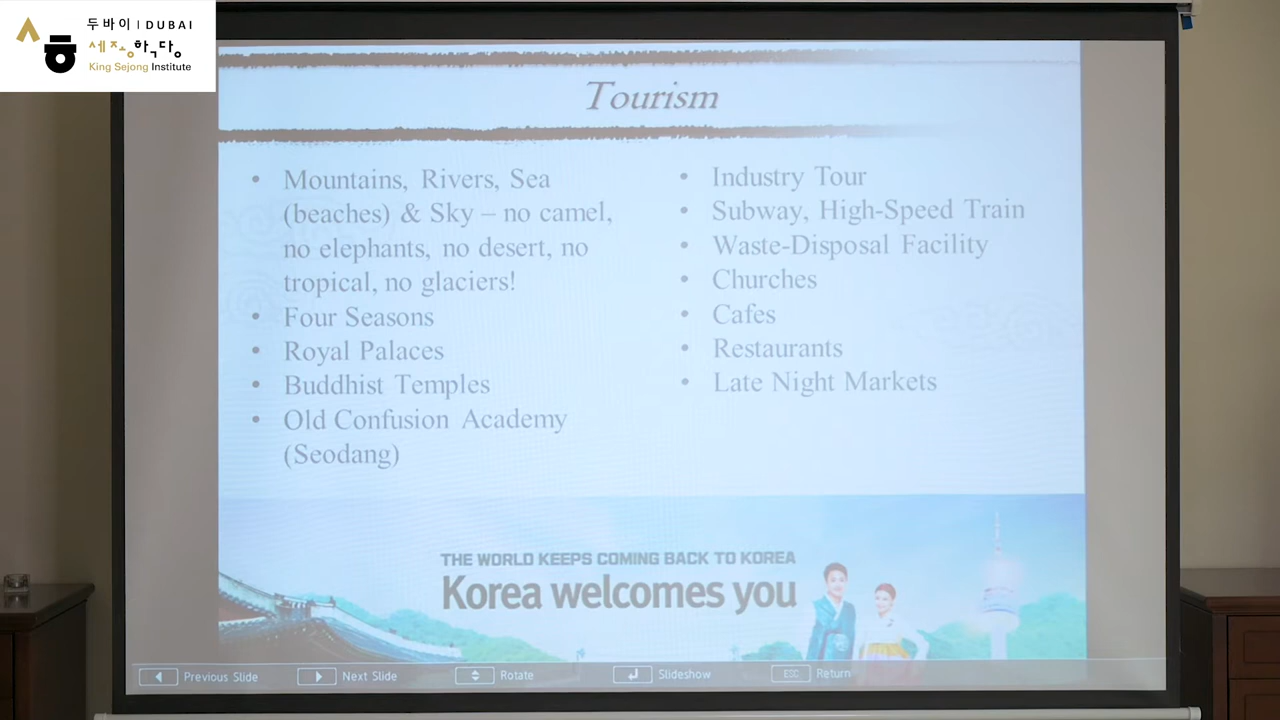 두바이 | DUBAI
세종학당
King Sejong Institute
Tourism
• Mountains, Rivers, Sea
(beaches) & Sky – no camel,
no elephants, no desert, no
tropical, no glaciers!
• Four Seasons
• Royal Palaces
• Buddhist Temples
• Old Confusion Academy
(Seodang)
• Industry Tour
• Subway, High-Speed Train
• Waste-Disposal Facility
• Churches
• Cafes
• Restaurants
• Late Night Markets
THE WORLD KEEPS COMING BACK TO KOREA
Korea welcomes you
Previous Slide
Next Slide
Rotate
Slideshow
ESC Return